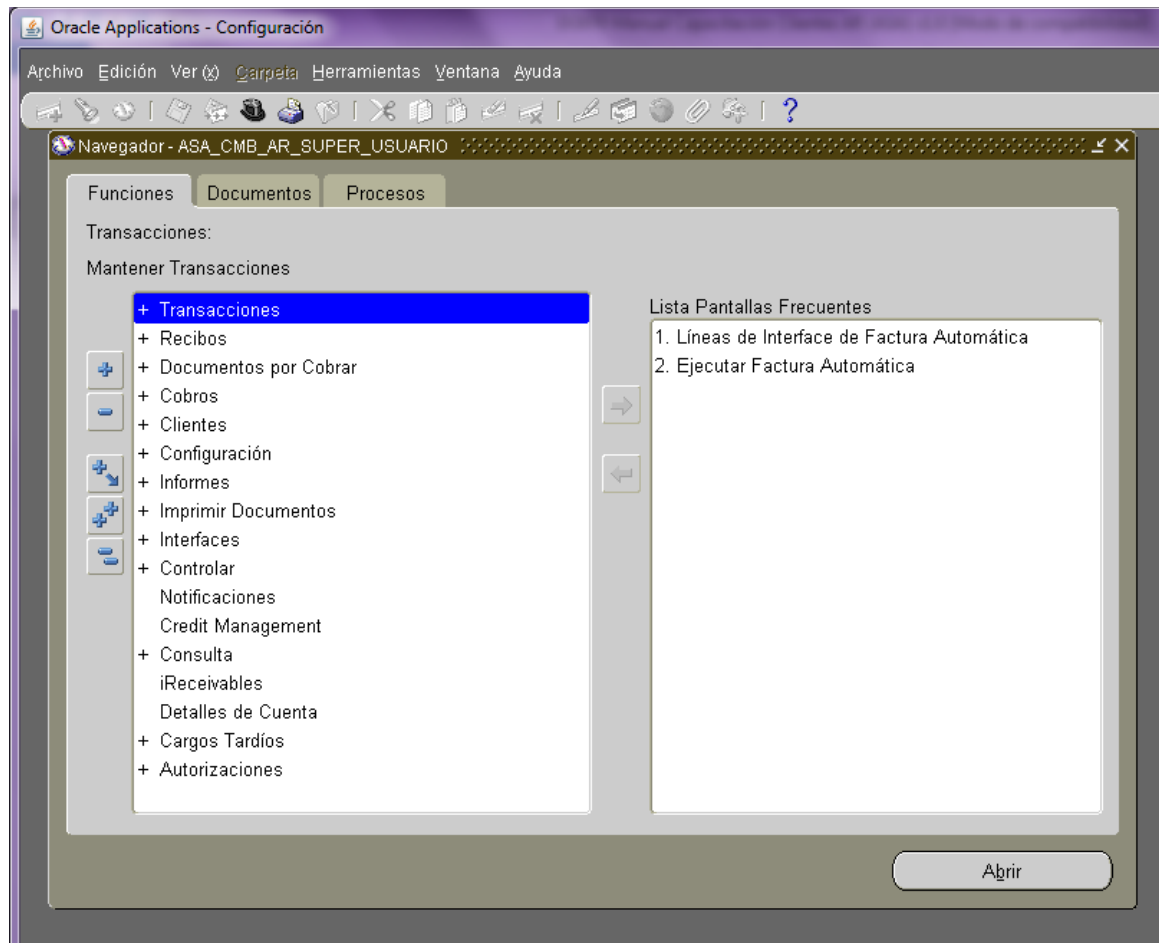 Oracle Applications - Configuración
Archivo Edición Ver (x) Carpeta Herramientas Ventana Ayuda
Navegador - ASA_CMB_AR_SUPER_USUARIO
Funciones Documentos Procesos
Transacciones:
Mantener Transacciones
+ Transacciones
+ Recibos
+ Documentos por Cobrar
+ Cobros
+ Clientes
+ Configuración
+ Informes
+ Imprimir Documentos
+ Interfaces
+ Controlar
Notificaciones
Credit Management
+ Consulta
iReceivables
Detalles de Cuenta
+ Cargos Tardíos
+ Autorizaciones
Lista Pantallas Frecuentes
1. Líneas de Interface de Factura Automática
2. Ejecutar Factura Automática
Abrir